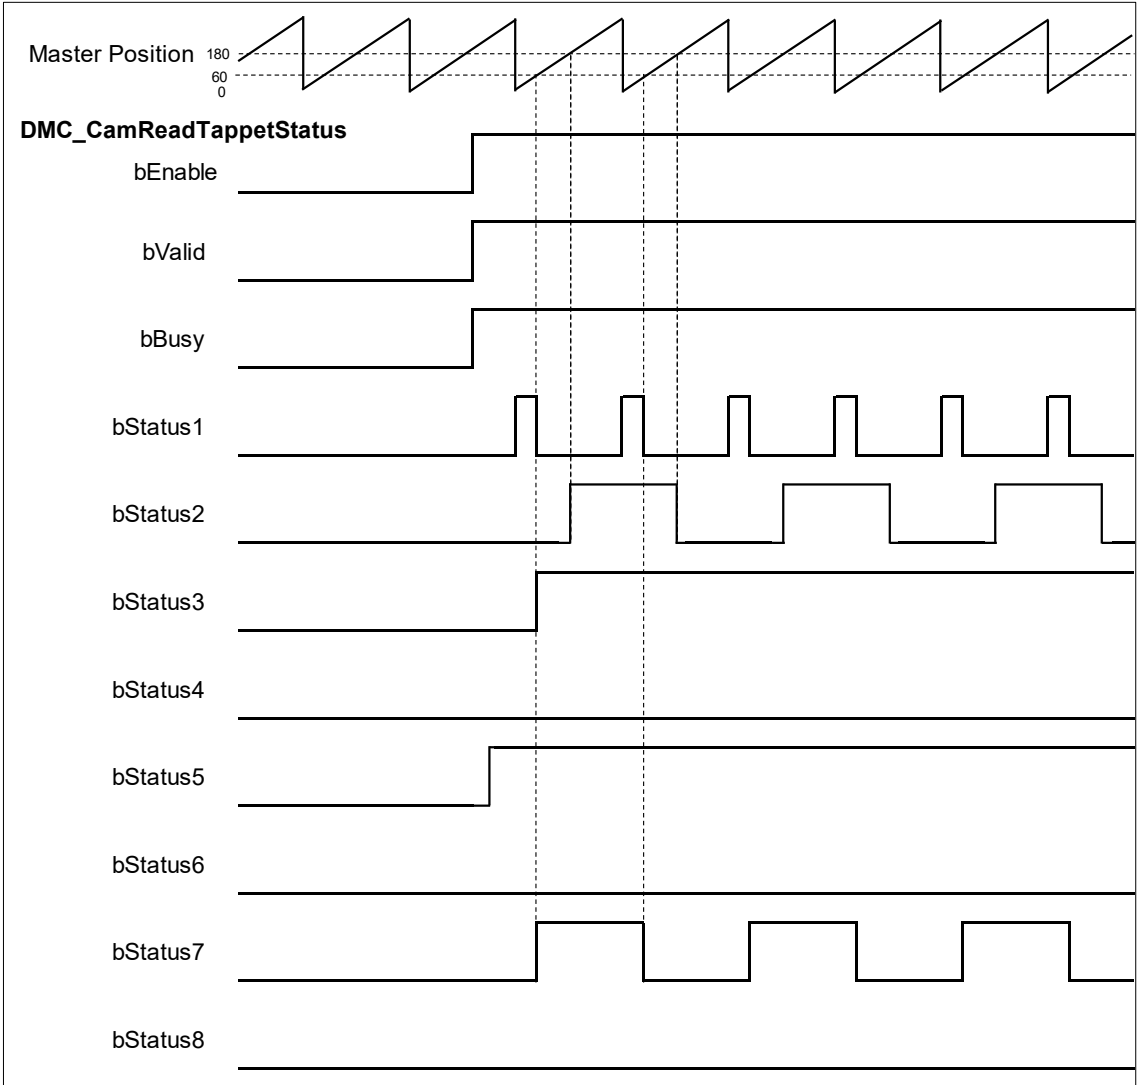 Master Position 180
60
0
DMC_CamReadTappetStatus
bEnable
bValid
bBusy
bStatus1
bStatus2
bStatus3
bStatus4
bStatus5
bStatus6
bStatus7
bStatus8